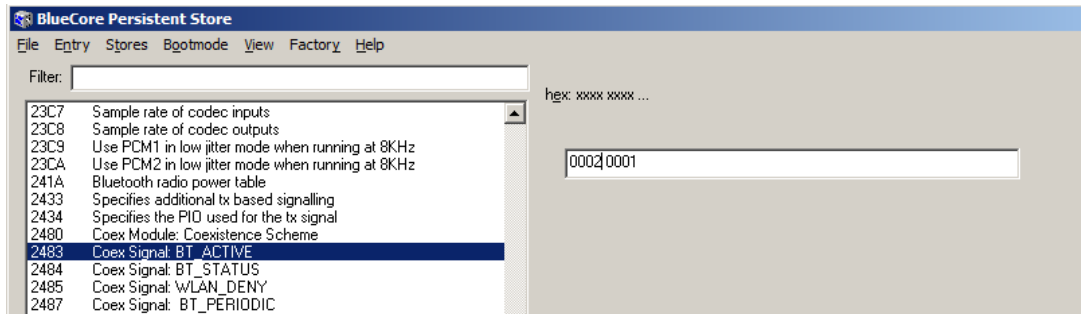 BlueCore Persistent Store
File Entry Stores Bootmode View Factory Help
Filter:
hex: xxxx xxxx ...
23C7 Sample rate of codec inputs
23C8 Sample rate of codec outputs
23C9 Use PCM1 in low jitter mode when running at 8KHz
23CA Use PCM2 in low jitter mode when running at 8KHz
241A Bluetooth radio power table
2433 Specifies additional tx based signalling
2434 Specifies the PIO used for the tx signal
2480 Coex Module: Coexistence Scheme
2483 Coex Signal: BT_ACTIVE
2484 Coex Signal: BT_STATUS
2485 Coex Signal: WLAN_DENY
2487 Coex Signal: BT_PERIODIC
0002 0001